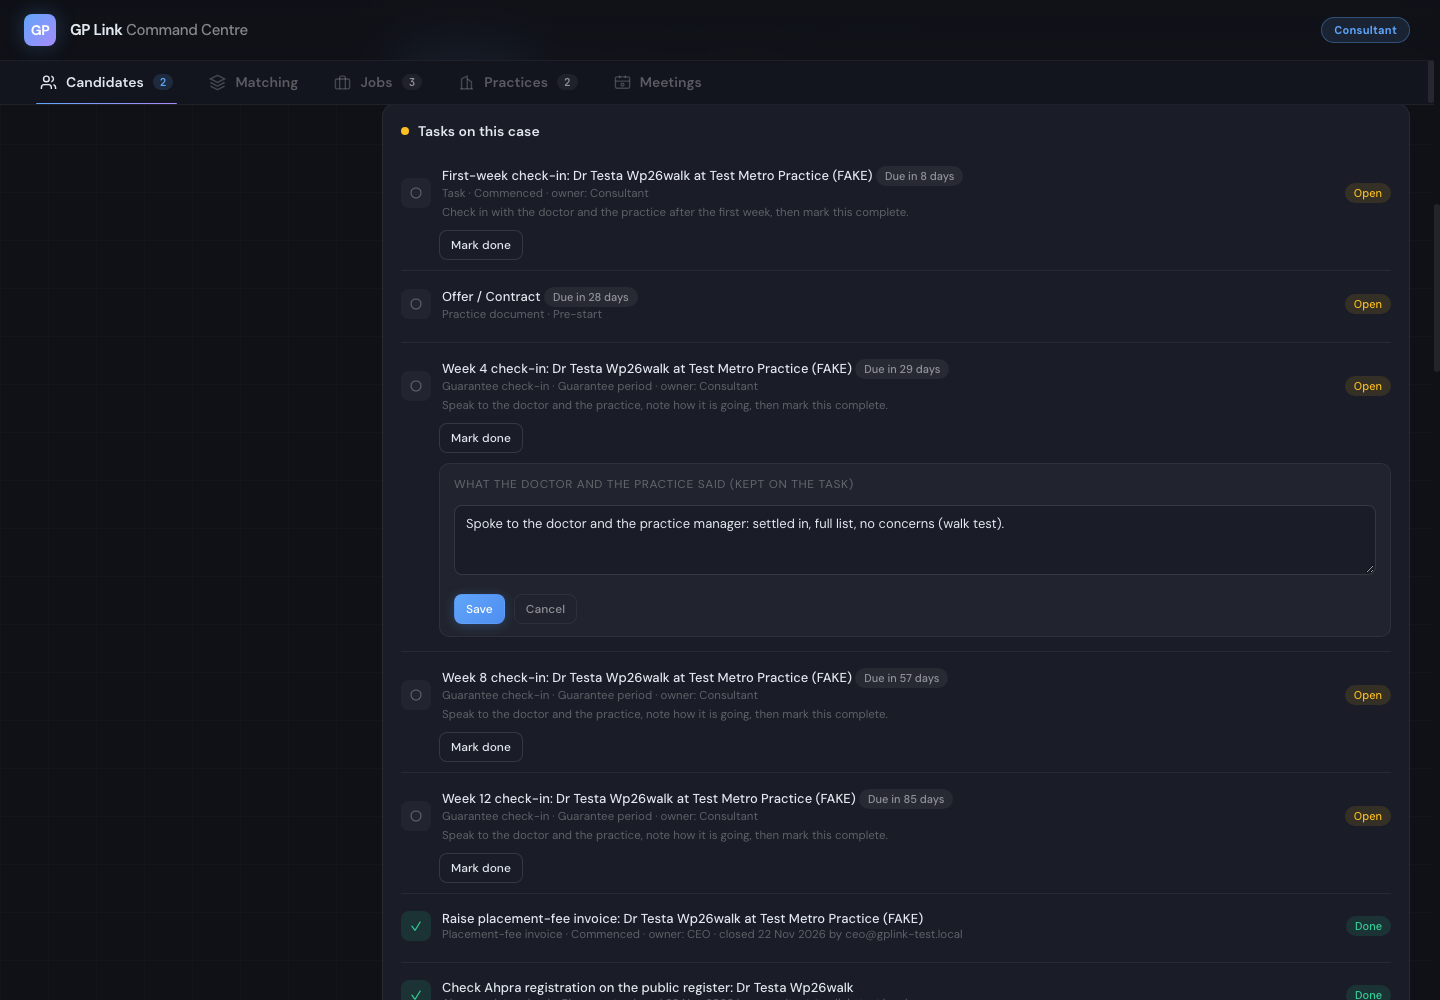 GP GP Link Command Centre
Consultant
Candidates 2 Matching Jobs 3 Practices 2 Meetings
Tasks on this case
First-week check-in: Dr Testa Wp26walk at Test Metro Practice (FAKE) Due in 8 days
Task · Commenced · owner: Consultant
Open
Check in with the doctor and the practice after the first week, then mark this complete.
Mark done
Offer / Contract Due in 28 days
Open
Practice document · Pre-start
Week 4 check-in: Dr Testa Wp26walk at Test Metro Practice (FAKE) Due in 29 days
Guarantee check-in · Guarantee period · owner: Consultant
Open
Speak to the doctor and the practice, note how it is going, then mark this complete.
Mark done
WHAT THE DOCTOR AND THE PRACTICE SAID (KEPT ON THE TASK)
Spoke to the doctor and the practice manager: settled in, full list, no concerns (walk test).
Save Cancel
Week 8 check-in: Dr Testa Wp26walk at Test Metro Practice (FAKE) Due in 57 days
Guarantee check-in · Guarantee period · owner: Consultant
Open
Speak to the doctor and the practice, note how it is going, then mark this complete.
Mark done
Week 12 check-in: Dr Testa Wp26walk at Test Metro Practice (FAKE) Due in 85 days
Guarantee check-in · Guarantee period · owner: Consultant
Open
Speak to the doctor and the practice, note how it is going, then mark this complete.
Mark done
Raise placement-fee invoice: Dr Testa Wp26walk at Test Metro Practice (FAKE)
Done
Placement-fee invoice · Commenced · owner: CEO · closed 22 Nov 2026 by ceo@gplink-test.local
Check Ahpra registration on the public register: Dr Testa Wp26walk
Done